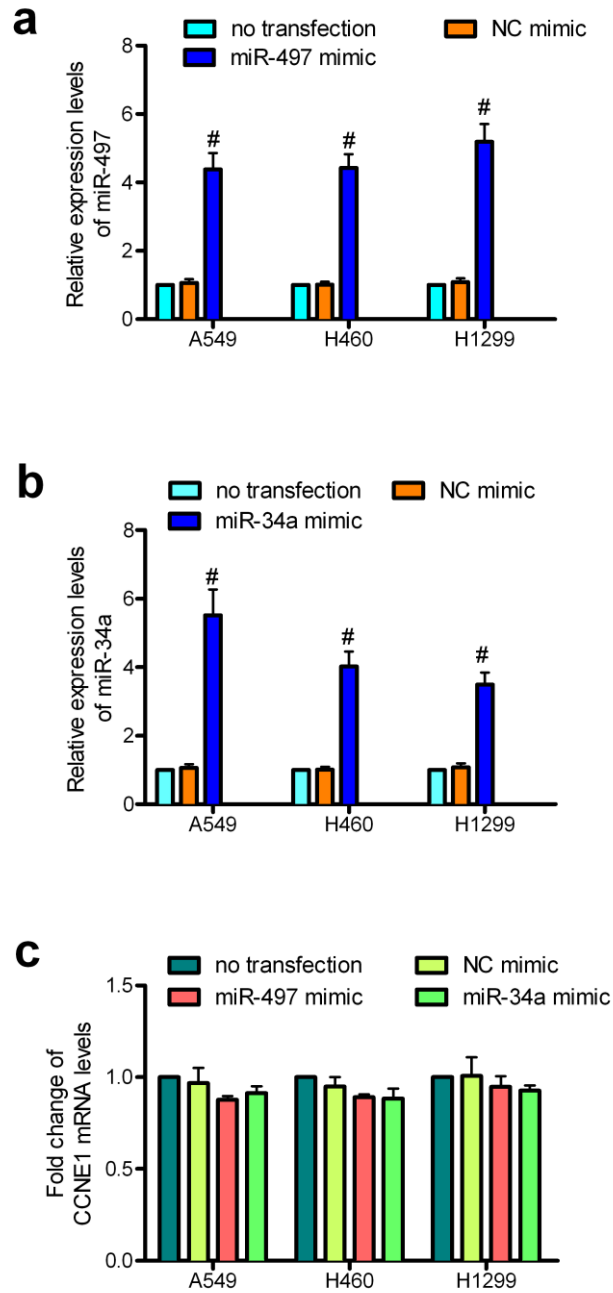 a
no transfection
NC mimic
miR-497 mimic
Relative expression levels
of miR-497
8
6
4
2
0
#
#
#
A549
H460
H1299
b
no transfection
NC mimic
miR-34a mimic
Relative expression levels
of miR-34a
8
6
4
2
0
#
#
#
A549
H460
H1299
c
no transfection
NC mimic
miR-497 mimic
miR-34a mimic
Fold change of
CCNE1 mRNA levels
1.5
1.0
0.5
0.0
A549
H460
H1299